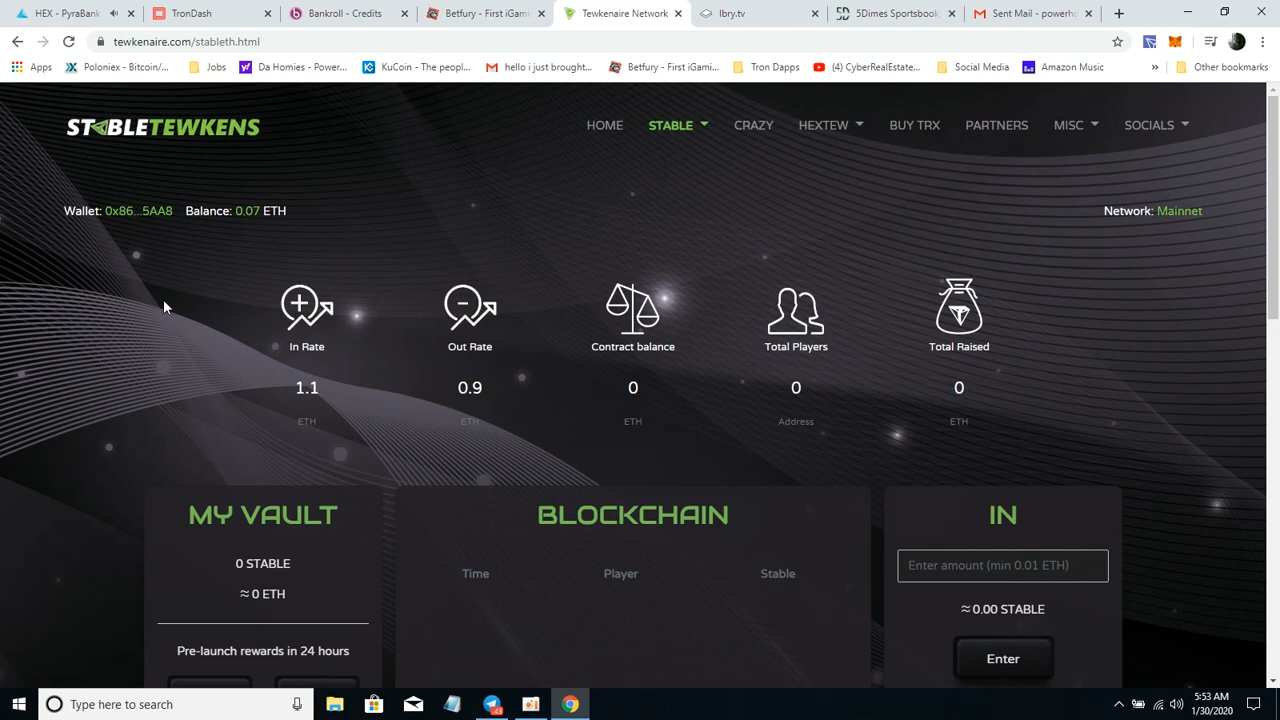 HEX - PyraBank
TronDash
Bankroll - Credits
Betfury - First iGami
Tewkenaire Network
lbry.tv
5Dimes Sportsbook
Sent Mail - powerho
tewkenaire.com/stableth.html
Apps
Poloniex - Bitcoin/...
Jobs
Da Homies - Power...
KuCoin - The peopl...
hello i just brought...
Betfury - First iGami...
Tron Dapps
(4) CyberRealEstate...
Social Media
Amazon Music
»
Other bookmarks
STABLETEWKENS
HOME
STABLE
CRAZY
HEXTEW
BUY TRX
PARTNERS
MISC
SOCIALS
Wallet: 0x86...5AA8 Balance: 0.07 ETH
Network: Mainnet
In Rate
Out Rate
Contract balance
Total Players
Total Raised
1.1
0.9
0
0
0
ETH
ETH
ETH
Address
ETH
MY VAULT
0 STABLE
≈ 0 ETH
Pre-launch rewards in 24 hours
BLOCKCHAIN
Time
Player
Stable
IN
Enter amount (min 0.01 ETH)
≈ 0.00 STABLE
Enter
Type here to search
43
5:53 AM
1/30/2020